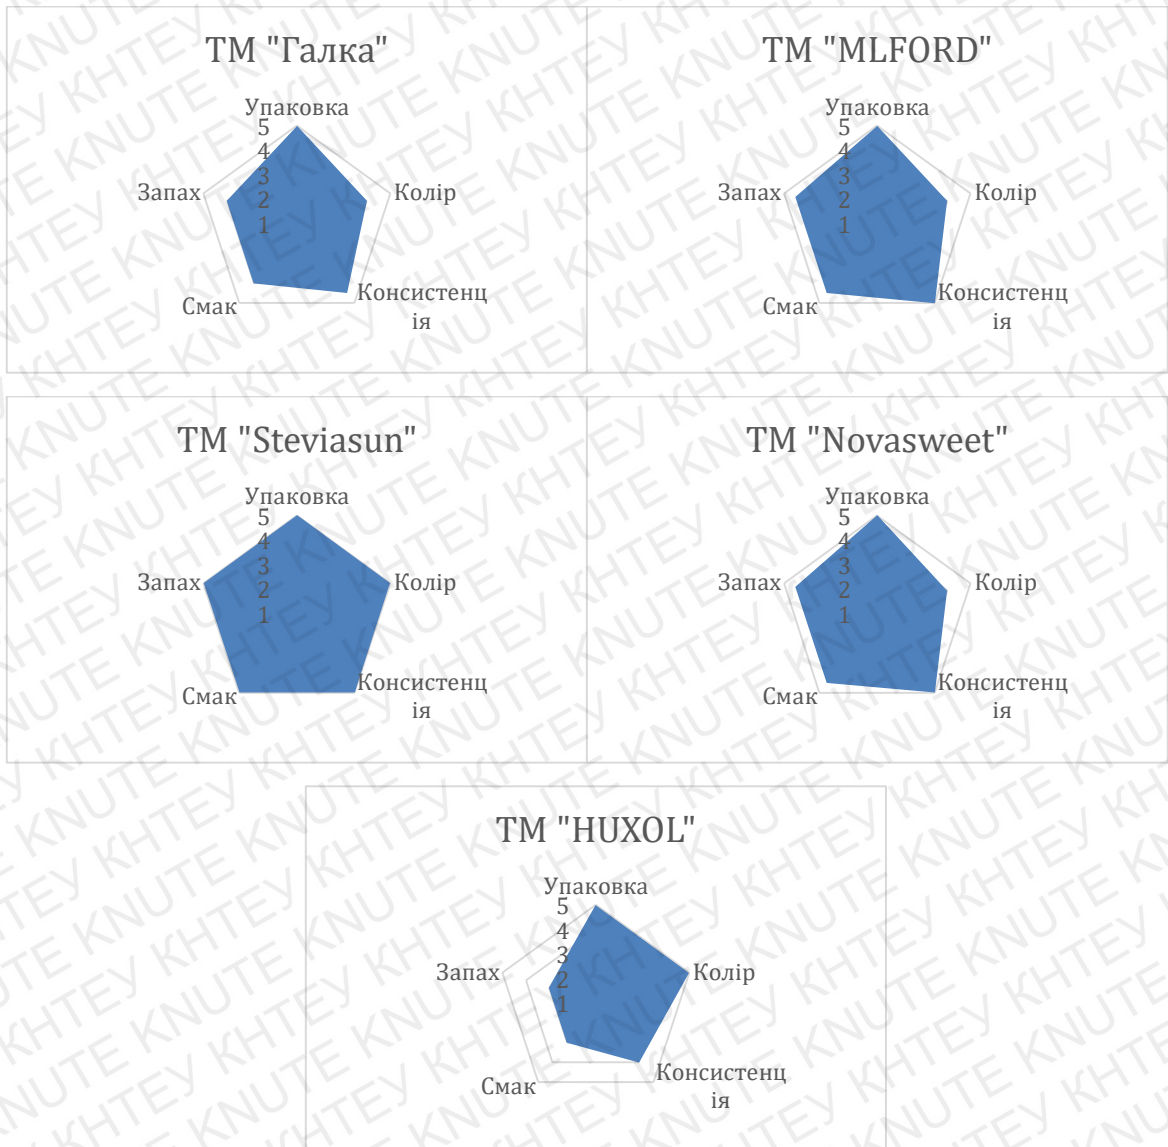 ТМ "Галка"
Упаковка
5
4
3
2
1
Запах
Колір
Смак
Консистенц
ія
ТМ "MLFORD"
Упаковка
5
4
3
2
1
Запах
Колір
Смак
Консистенц
ія
ТМ "Steviasun"
Упаковка
5
4
3
2
1
Запах
Колір
Смак
Консистенц
ія
ТМ "Novasweet"
Упаковка
5
4
3
2
1
Запах
Колір
Смак
Консистенц
ія
ТМ "HUXOL"
Упаковка
5
4
3
2
1
Запах
Колір
Смак
Консистенц
ія
КНТЕУ KNUTE